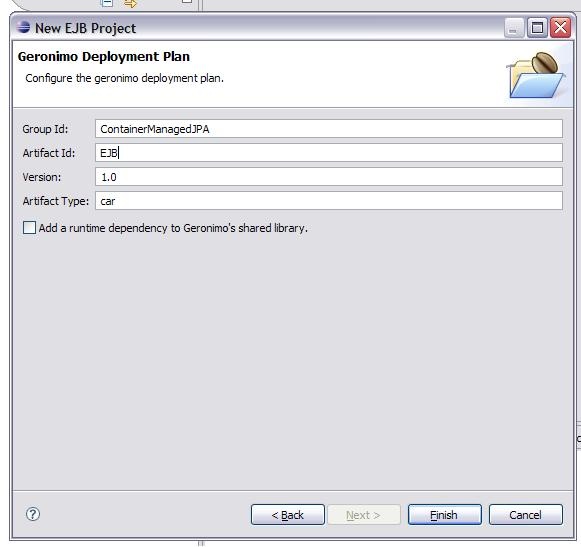 New EJB Project
Geronimo Deployment Plan
Configure the geronimo deployment plan.
Group Id: ContainerManagedJPA
Artifact Id: EJB
Version: 1.0
Artifact Type: car
Add a runtime dependency to Geronimo's shared library.
? < Back Next > Finish Cancel